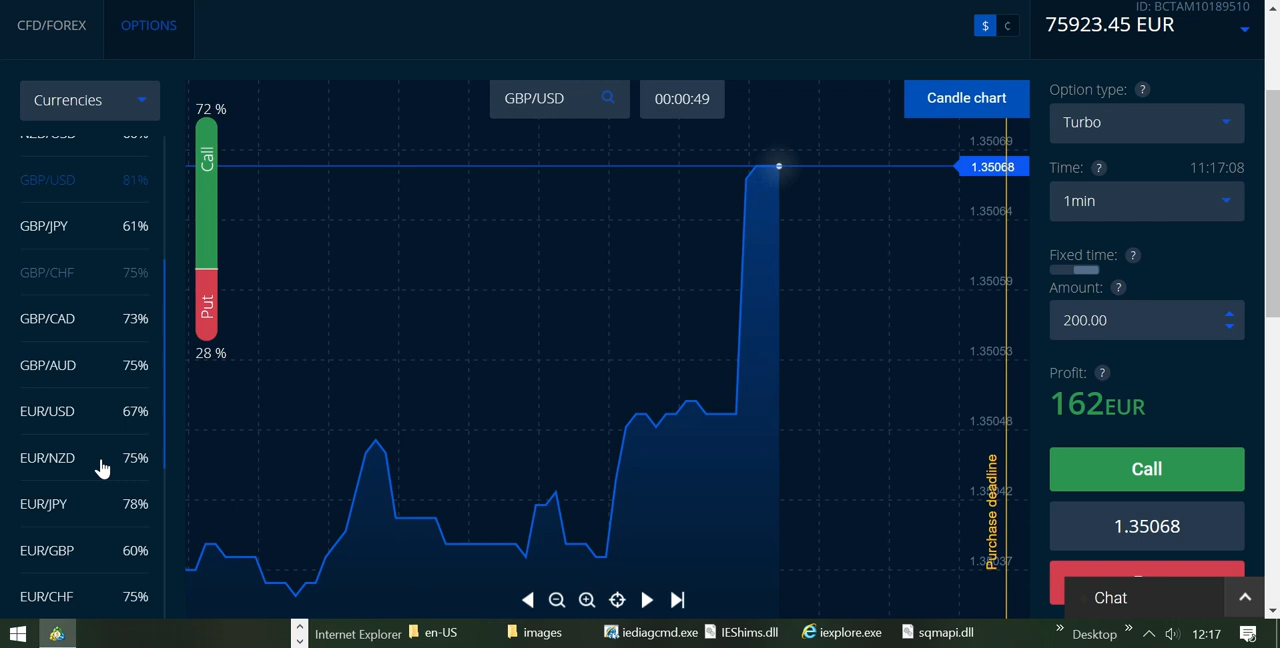 CFD/FOREX
OPTIONS
$
¢
ID: BCTAM10189510
75923.45 EUR
Currencies
NZD/USD
GBP/USD 81%
GBP/JPY 61%
GBP/CHF 75%
GBP/CAD 73%
GBP/AUD 75%
EUR/USD 67%
EUR/NZD 75%
EUR/JPY 78%
EUR/GBP 60%
EUR/CHF 75%
72 %
Call
Put
28 %
GBP/USD
00:00:49
Candle chart
1.35069
1.35068
1.35064
1.35059
1.35053
1.35048
1.35042
1.35037
Purchase deadline
Option type: ?
Turbo
Time: ? 11:17:08
1min
Fixed time: ?
Amount: ?
200.00
Profit: ?
162EUR
Call
1.35068
Chat
Internet Explorer
en-US
images
iediagcmd.exe
IEShims.dll
iexplore.exe
sqmapi.dll
»
Desktop
»
12:17